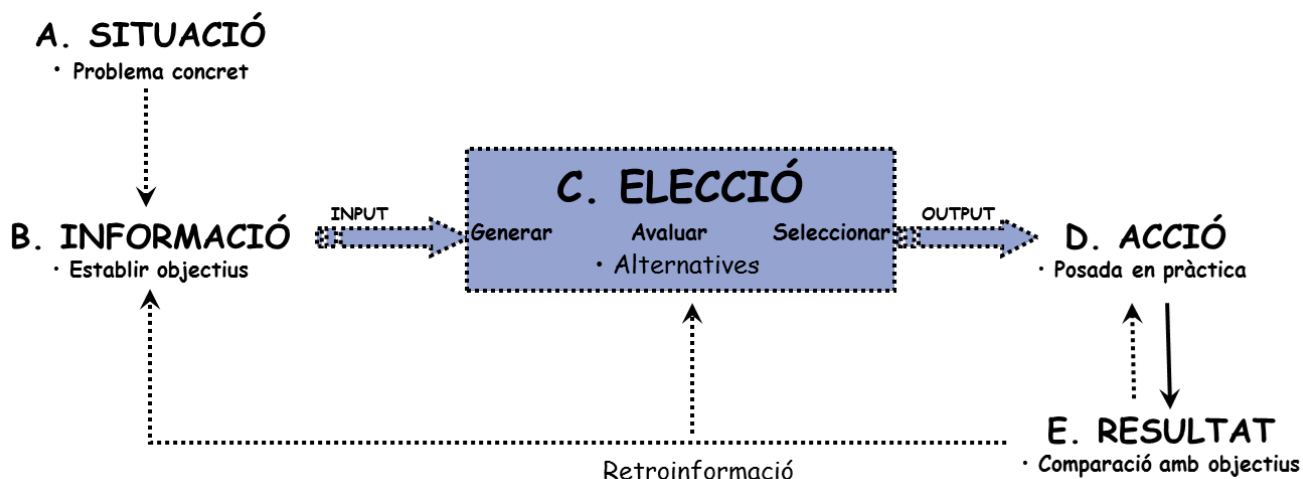 A. SITUACIÓ
· Problema concret
B. INFORMACIÓ
· Establir objectius
INPUT
C. ELECCIÓ
Generar Avaluar Seleccionar
· Alternatives
OUTPUT
D. ACCIÓ
· Posada en pràctica
E. RESULTAT
· Comparació amb objectius
Retroinformació